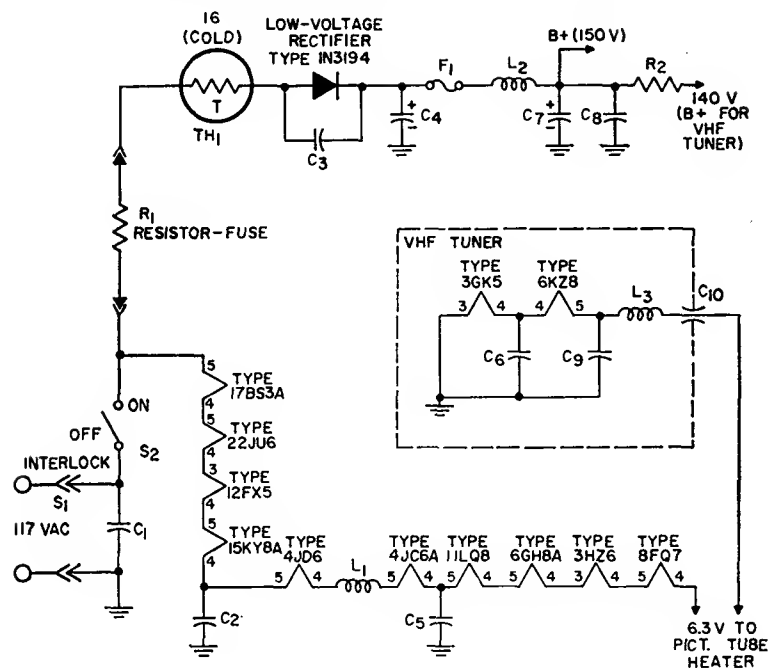 16
(COLD)
LOW-VOLTAGE
RECTIFIER
TYPE 1N3194
T
TH1
C3
C4
+
-
F1
L2
B+ (150 V)
R2
C7
+
-
C8
140 V
(B+ FOR
VHF
TUNER)
R1
RESISTOR-FUSE
VHF TUNER
TYPE
3GK5
3 4
TYPE
6KZ8
4 5
L3
C10
C6
C9
ON
OFF
S2
INTERLOCK
S1
117 VAC
C1
5
TYPE
17BS3A
4
5
TYPE
22JU6
4
3
TYPE
12FX5
4
5
TYPE
15KY8A
4
C2
TYPE
4JD6
5 4
L1
TYPE
4JC6A
5 4
C5
TYPE
11LQ8
5 4
TYPE
6GH8A
5 4
TYPE
3HZ6
3 4
TYPE
8FQ7
5 4
6.3 V TO
PICT. TUBE
HEATER